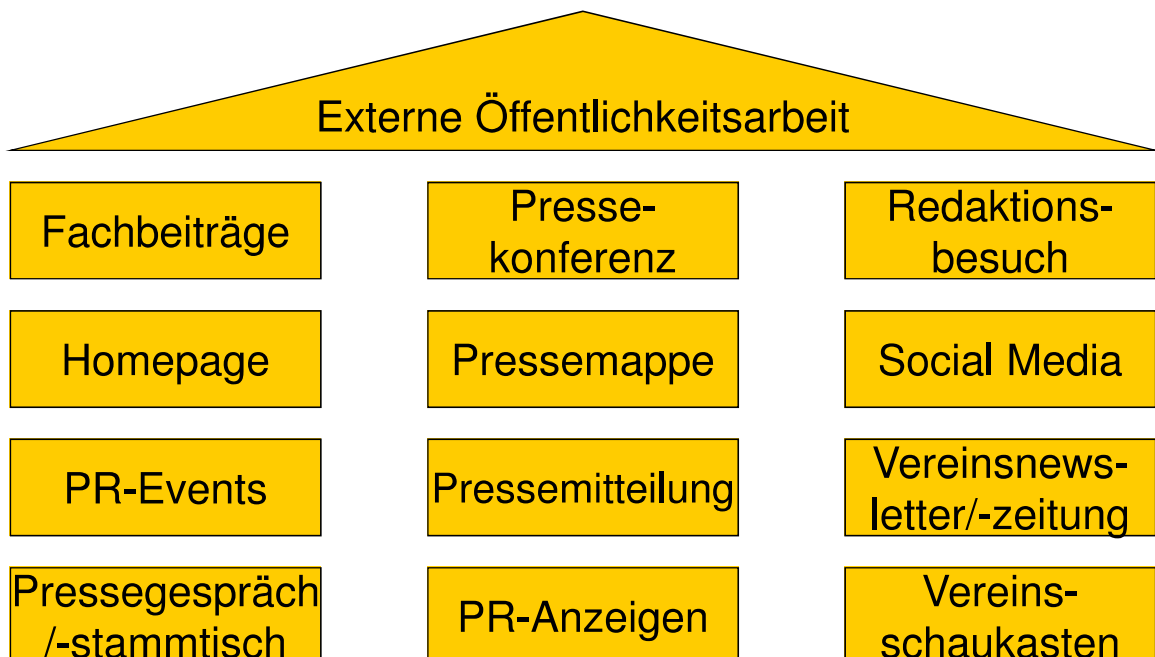 Externe Öffentlichkeitsarbeit
Fachbeiträge
Presse-
konferenz
Redaktions-
besuch
Homepage
Pressemappe
Social Media
PR-Events
Pressemitteilung
Vereinsnews-
letter/-zeitung
Pressegespräch
/-stammtisch
PR-Anzeigen
Vereins-
schaukasten